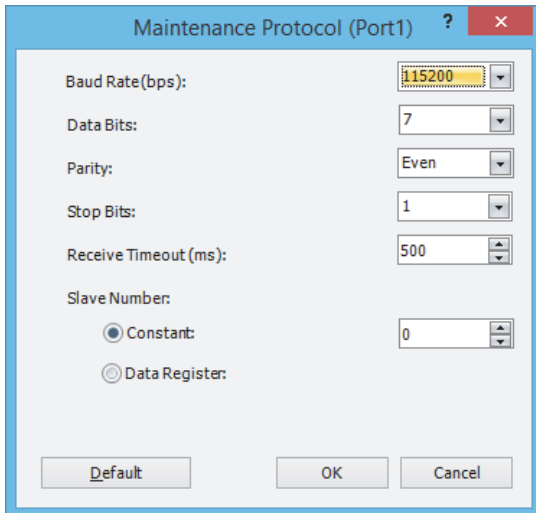 Maintenance Protocol (Port1) ?
Baud Rate(bps): 115200
Data Bits: 7
Parity: Even
Stop Bits: 1
Receive Timeout (ms): 500
Slave Number:
Constant: 0
Data Register:
Default OK Cancel